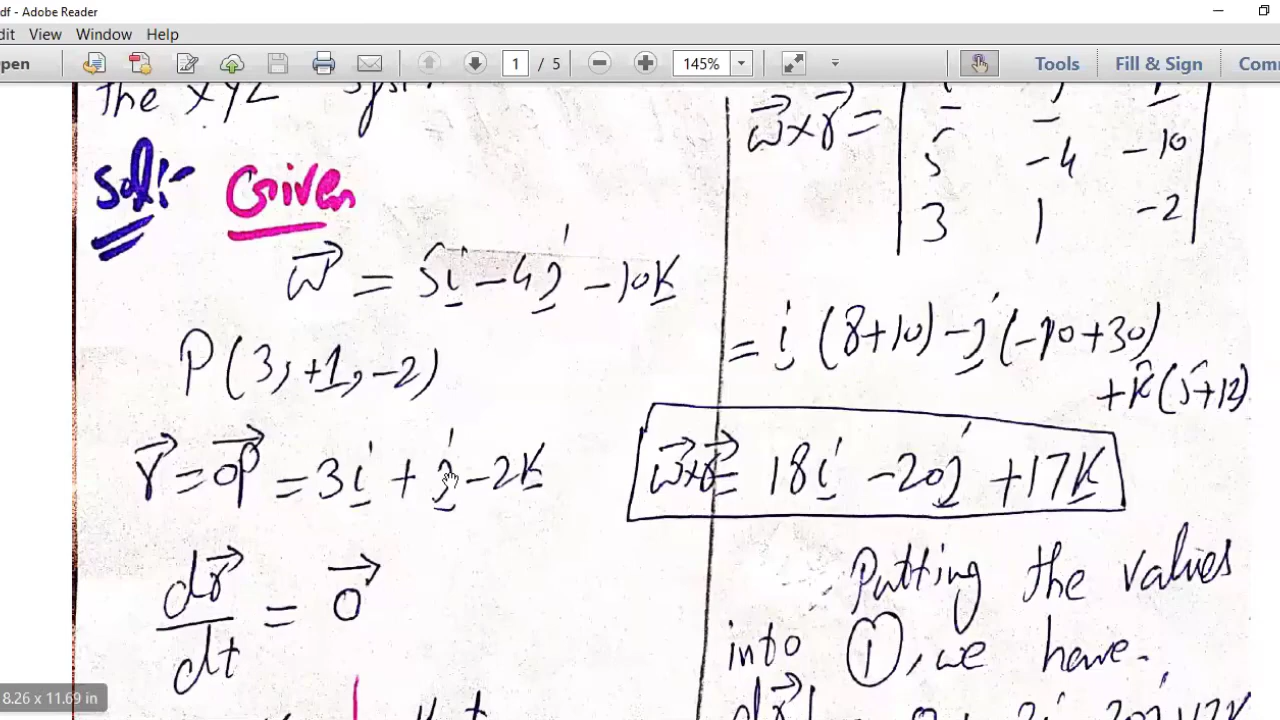 df - Adobe Reader
dit View Window Help
pen 1 / 5 145% Tools Fill & Sign Com
the XYZ
Sol:- Given
ω⃗ = 5i - 4j - 10k
P(3, +1, -2)
r⃗ = OP⃗ = 3i + j - 2k
dr⃗/dt = 0⃗
ω⃗ × r⃗ =
5 -4 -10
3 1 -2
= i (8+10) - j (-10+30)
+ k (5+12)
ω⃗×r⃗ = 18i - 20j + 17k
Putting the values
into ①, we have.
8.26 x 11.69 in